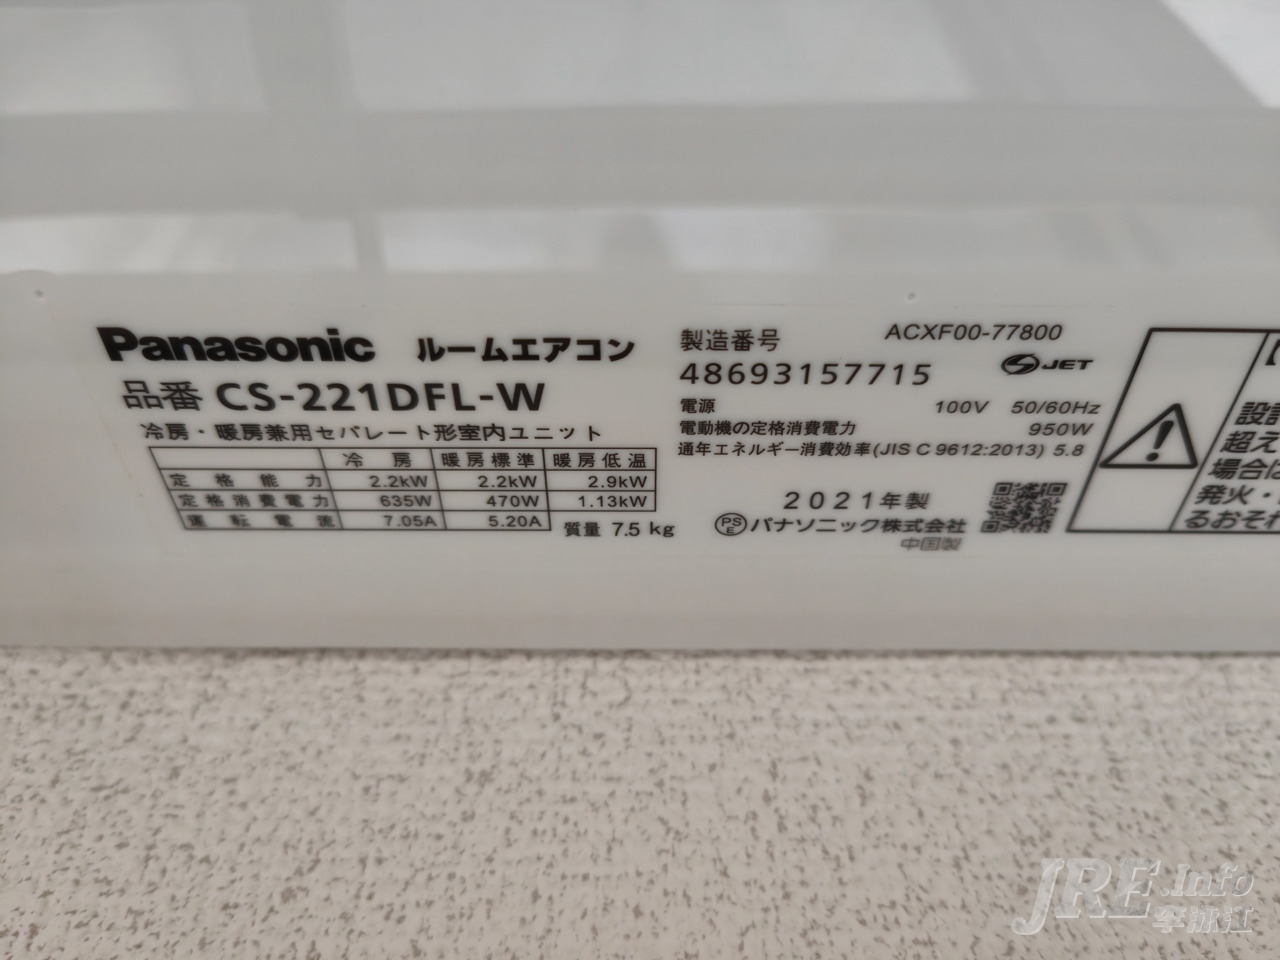 Panasonic ルームエアコン
品番 CS-221DFL-W
冷房・暖房兼用セパレート形室内ユニット
冷房 暖房標準 暖房低温
定格能力 2.2kW 2.2kW 2.9kW
定格消費電力 635W 470W 1.13kW
運転電流 7.05A 5.20A
質量 7.5 kg
製造番号 ACXF00-77800
48693157715
JET
電源 100V 50/60Hz
電動機の定格消費電力 950W
通年エネルギー消費効率(JIS C 9612:2013) 5.8
2021年製
PSE パナソニック株式会社
中国製
【
設計
超え
場合は
発火・
るおそれ
JRE.Info
李泳江